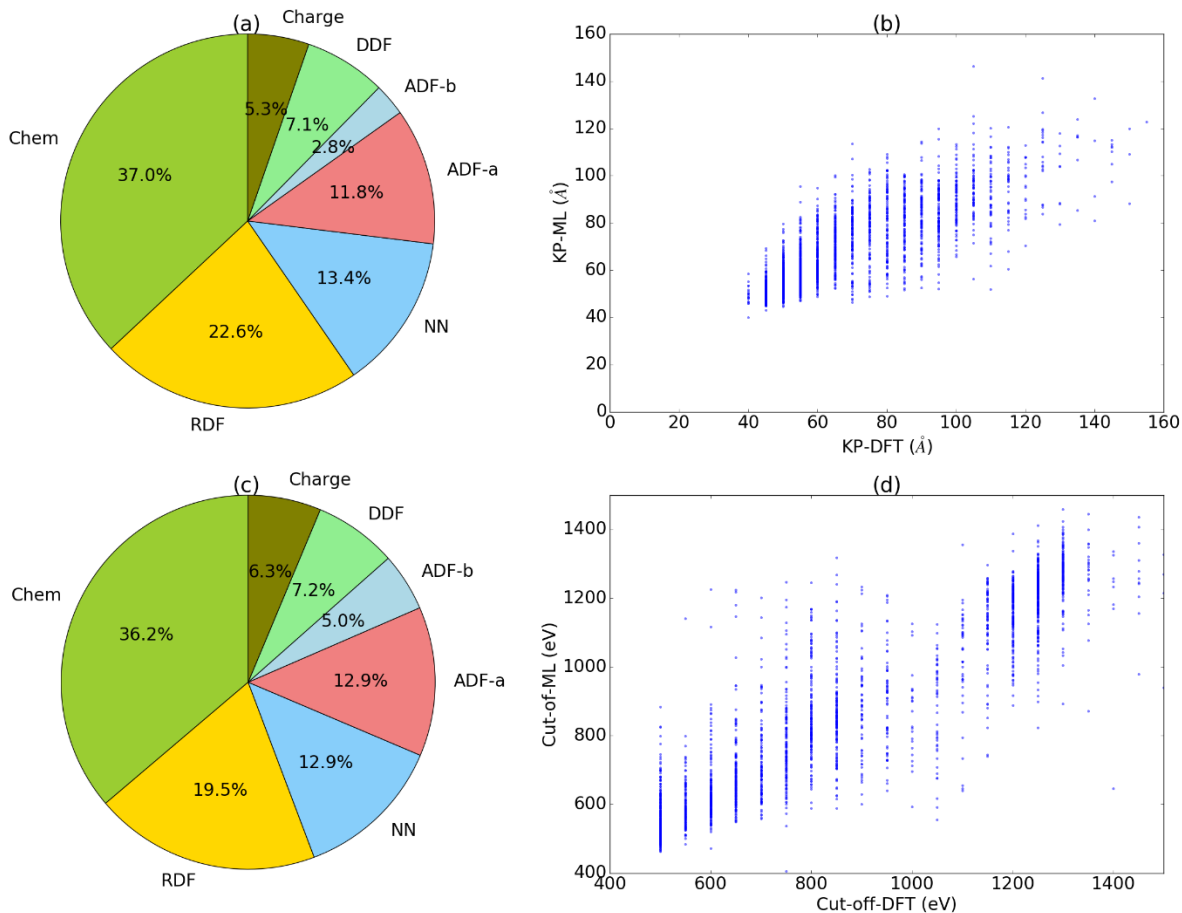 (a)
Charge
DDF
ADF-b
ADF-a
NN
RDF
Chem
5.3%
7.1%
2.8%
11.8%
13.4%
22.6%
37.0%
(b)
160
140
120
100
80
60
40
20
0
KP-ML (Å)
0 20 40 60 80 100 120 140 160
KP-DFT (Å)
(c)
Charge
DDF
ADF-b
ADF-a
NN
RDF
Chem
6.3%
7.2%
5.0%
12.9%
12.9%
19.5%
36.2%
(d)
1400
1200
1000
800
600
400
Cut-of-ML (eV)
400 600 800 1000 1200 1400
Cut-off-DFT (eV)